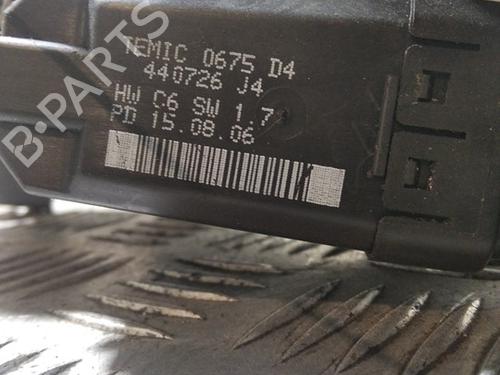 TEMIC 0675 D4
440726 J4
HW C6 SW 1.7
PD 15.08.06
B-PARTS